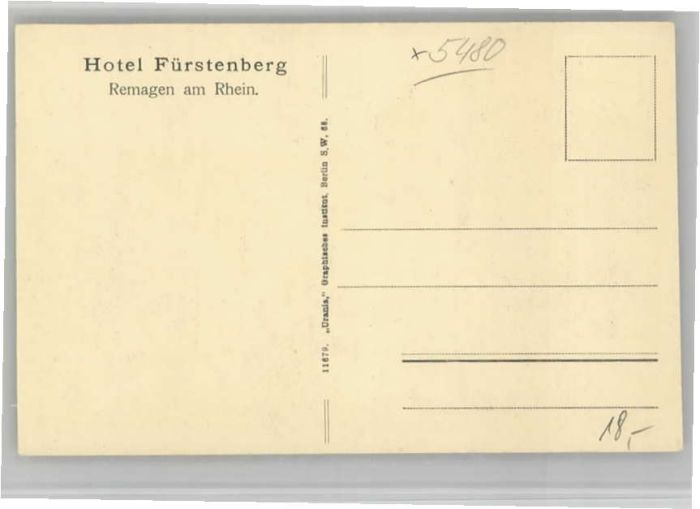 Hotel Fürstenberg
Remagen am Rhein.
x 5480
11679. „Urania," Graphisches Institut, Berlin S.W. 68.
18,-